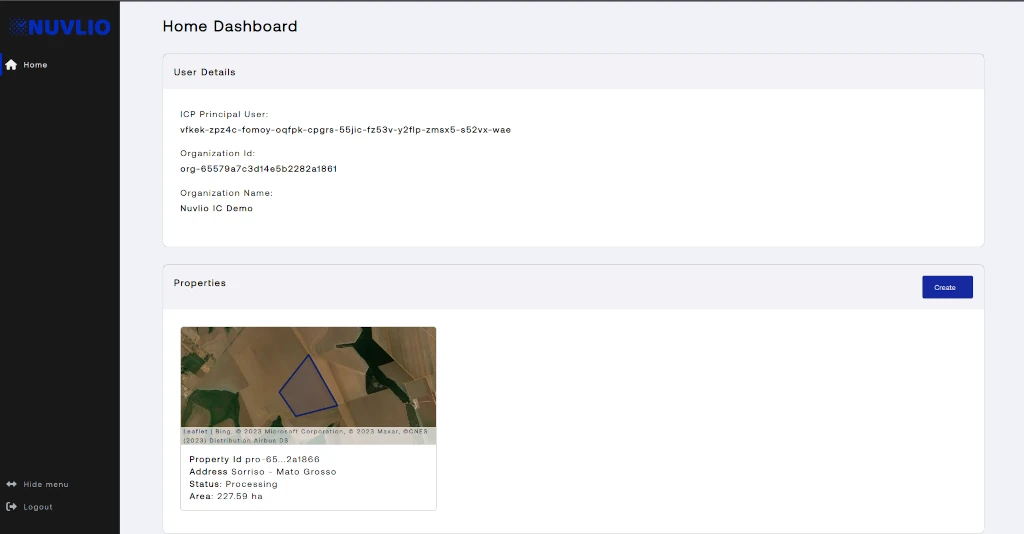 NUVLIO
Home Dashboard
Home
User Details
ICP Principal User:
vfkek-zpz4c-fomoy-oqfpk-cpgrs-55jic-fz53v-y2flp-zmsx5-s52vx-wae
Organization Id:
org-65579a7c3d14e5b2282a1861
Organization Name:
Nuvlio IC Demo
Properties
Create
Leaflet | Bing, © 2023 Microsoft Corporation, © 2023 Maxar, ©CNES
(2023) Distribution Airbus DS
Property Id pro-65...2a1866
Address Sorriso - Mato Grosso
Status: Processing
Area: 227.59 ha
Hide menu
Logout